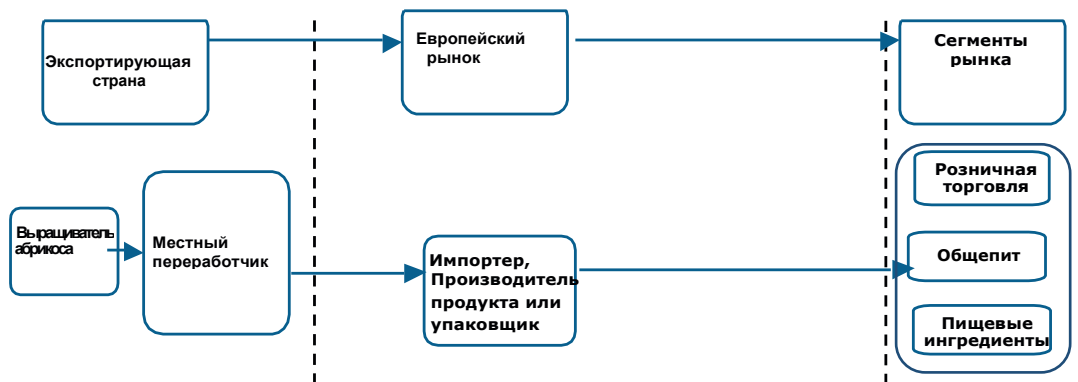 Экспортирующая
страна
Европейский
рынок
Сегменты
рынка
Выращиватель
абрикоса
Местный
переработчик
Импортер,
Производитель
продукта или
упаковщик
Розничная
торговля
Общепит
Пищевые
ингредиенты